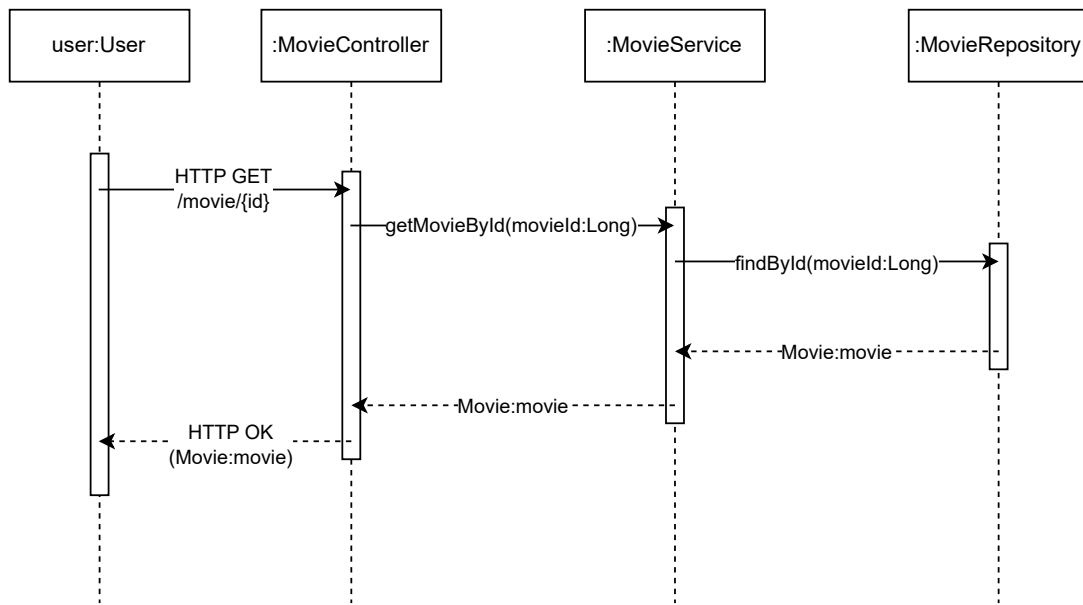 user:User
:MovieController
:MovieService
:MovieRepository
HTTP GET
/movie/{id}
getMovieById(movieId:Long)
findById(movieId:Long)
Movie:movie
Movie:movie
HTTP OK
(Movie:movie)